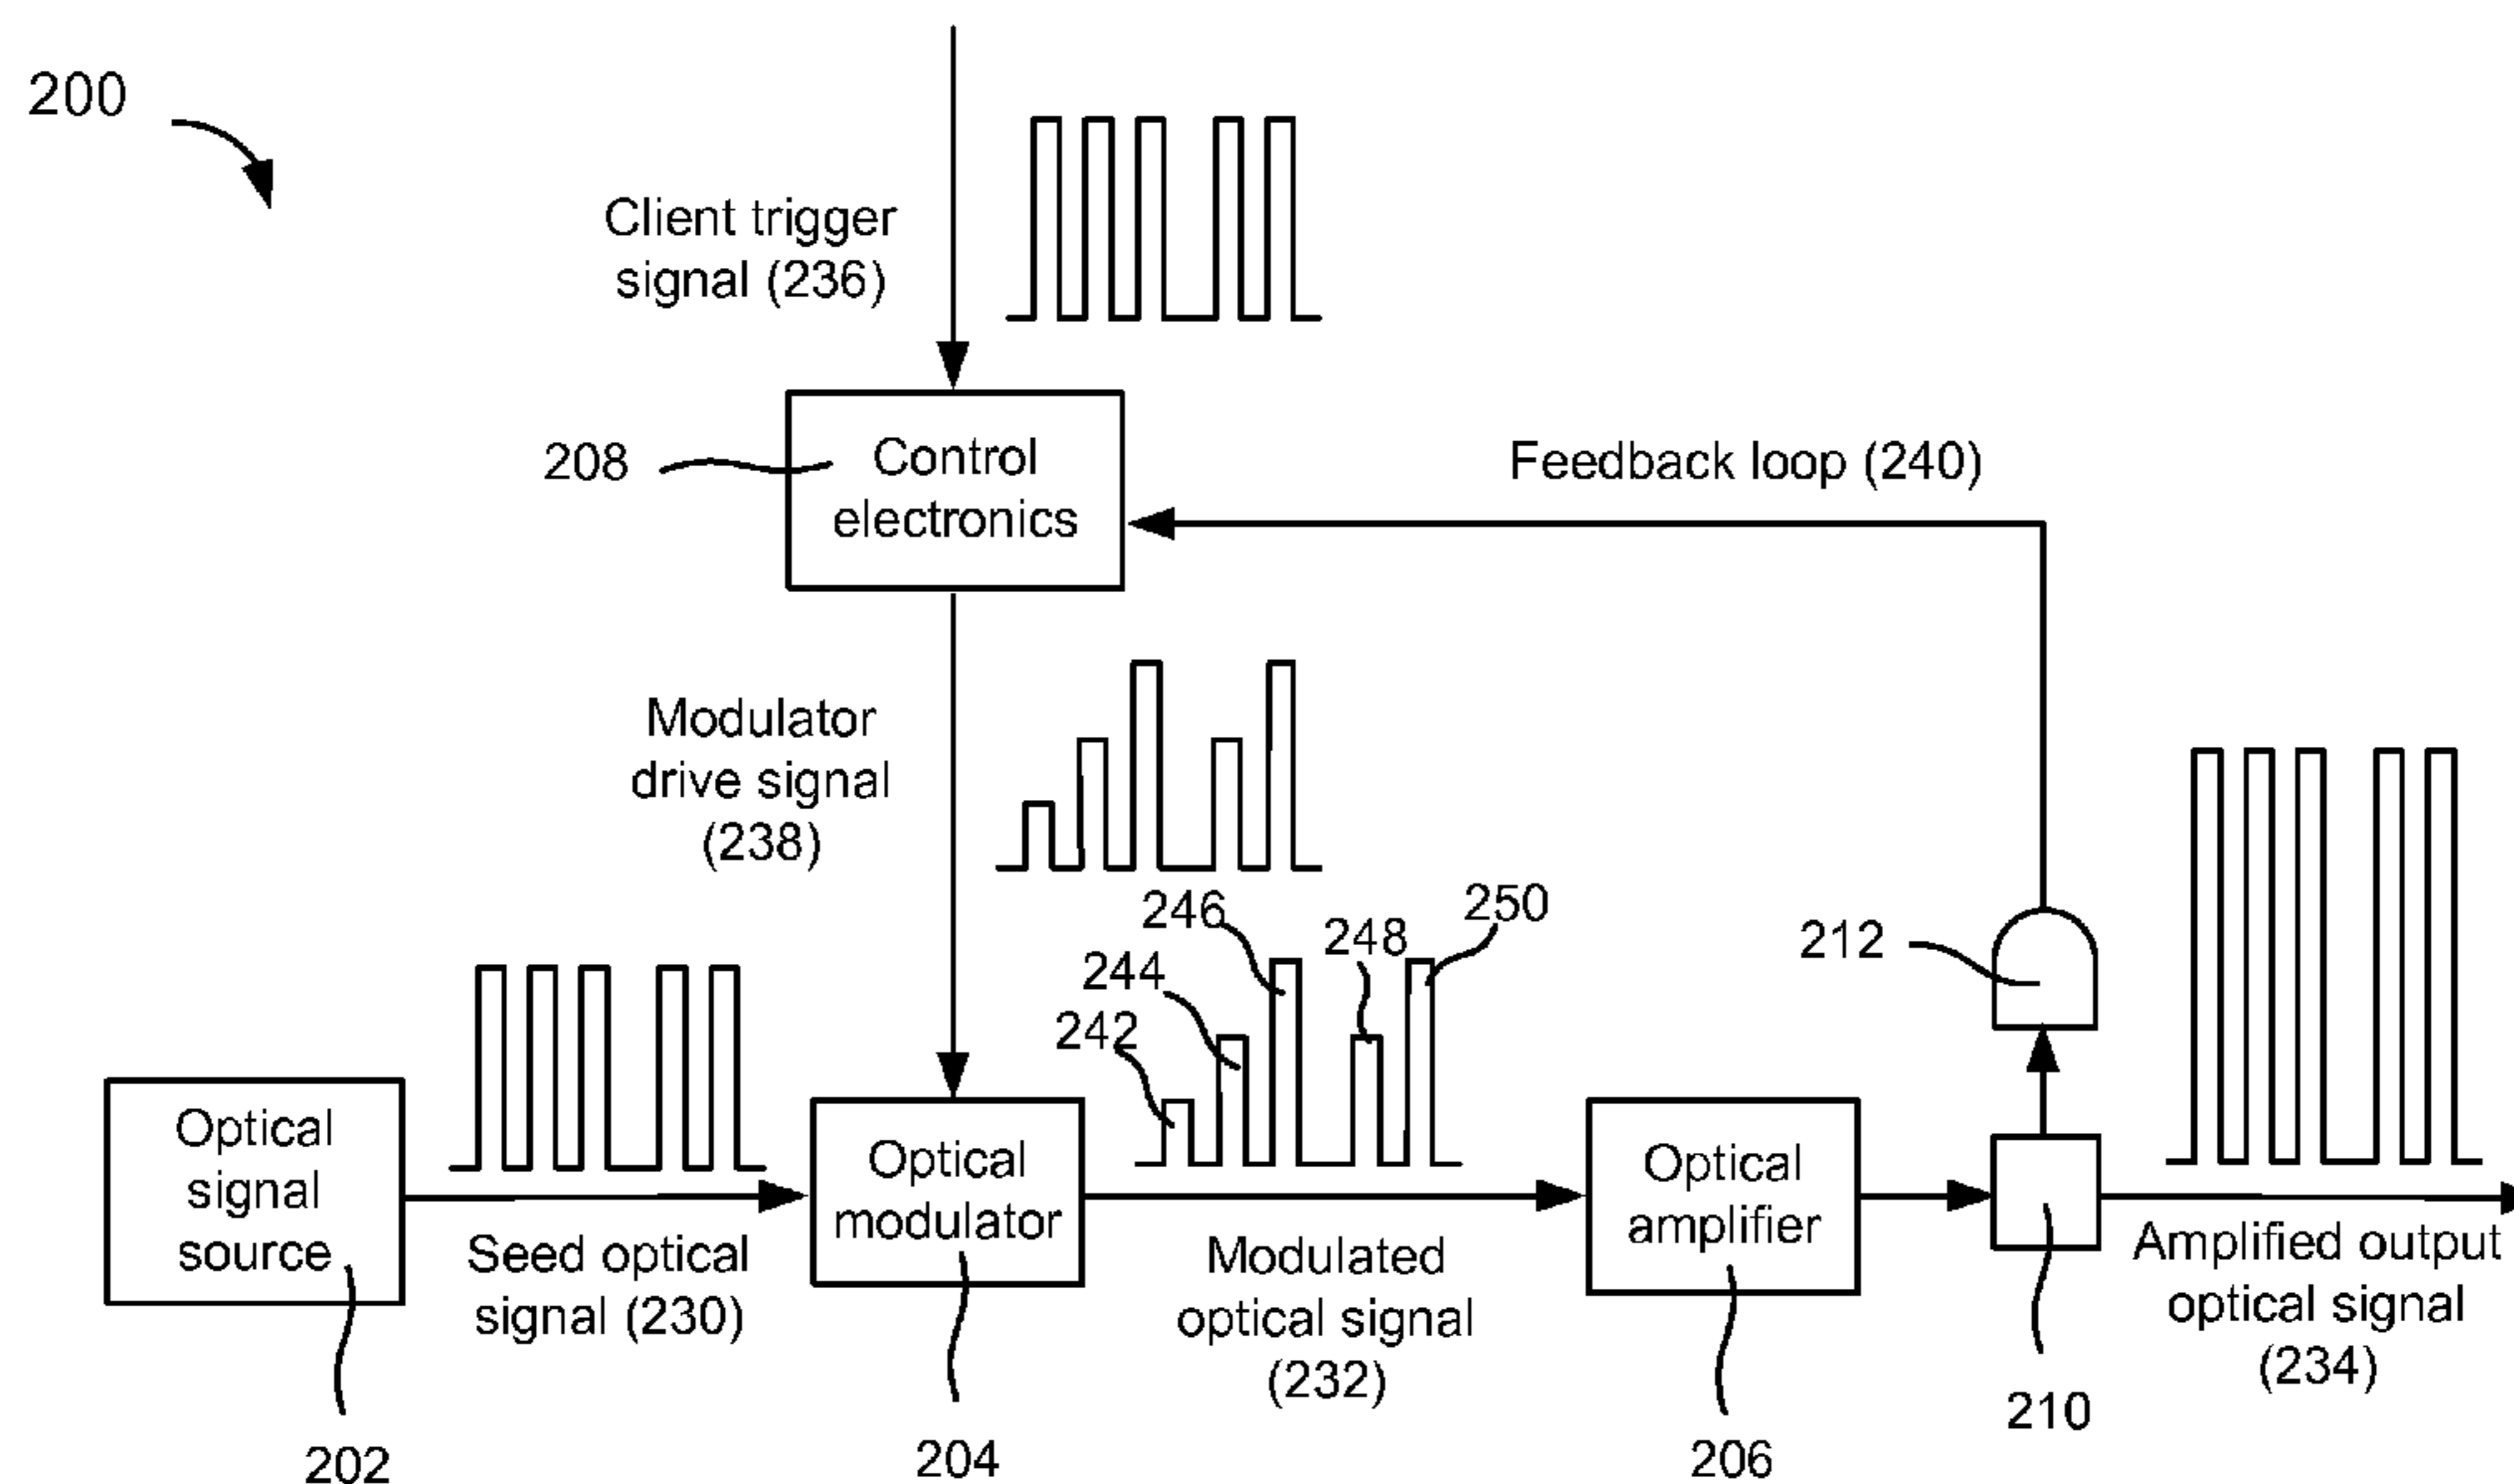 200
Client trigger
signal (236)
208
Control
electronics
Feedback loop (240)
Modulator
drive signal
(238)
246
248
250
244
242
212
Optical
signal
source
Seed optical
signal (230)
Optical
modulator
Modulated
optical signal
(232)
Optical
amplifier
Amplified output
optical signal
(234)
202
204
206
210